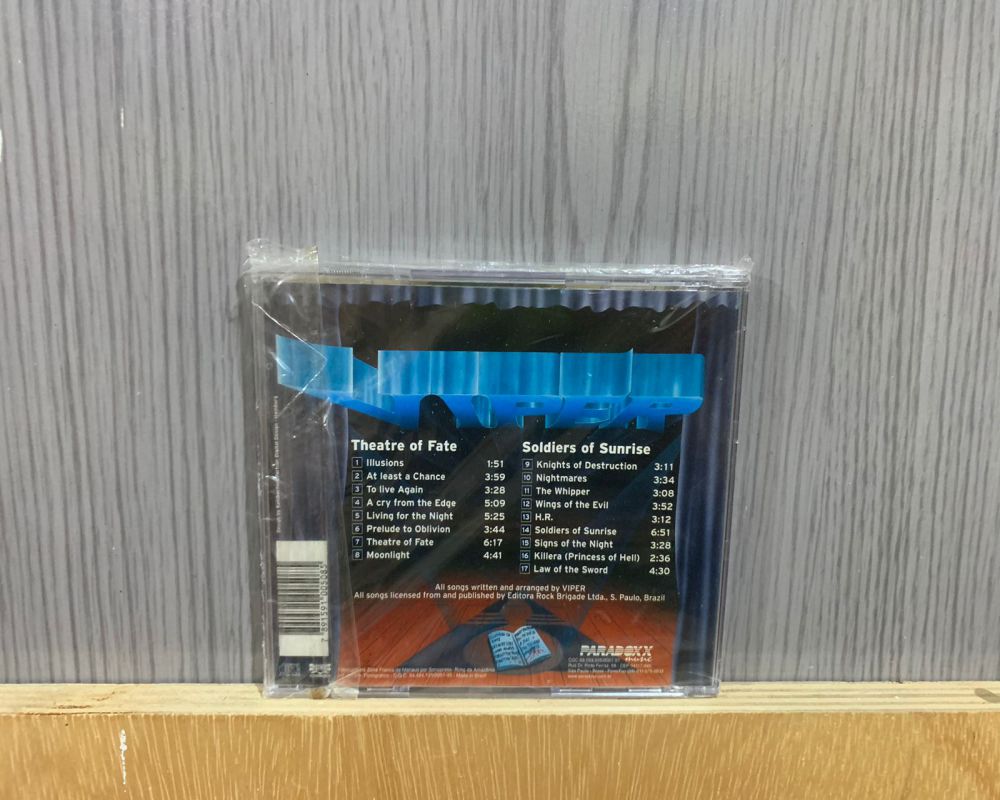 VIPER
Theatre of Fate
1 Illusions 1:51
2 At least a Chance 3:59
3 To live Again 3:28
4 A cry from the Edge 5:09
5 Living for the Night 5:25
6 Prelude to Oblivion 3:44
7 Theatre of Fate 6:17
8 Moonlight 4:41
Soldiers of Sunrise
9 Knights of Destruction 3:11
10 Nightmares 3:34
11 The Whipper 3:08
12 Wings of the Evil 3:52
13 H.R. 3:12
14 Soldiers of Sunrise 6:51
15 Signs of the Night 3:28
16 Killera (Princess of Hell) 2:36
17 Law of the Sword 4:30
All songs written and arranged by VIPER
All songs licensed from and published by Editora Rock Brigade Ltda., S. Paulo, Brazil
PARADOXX
music